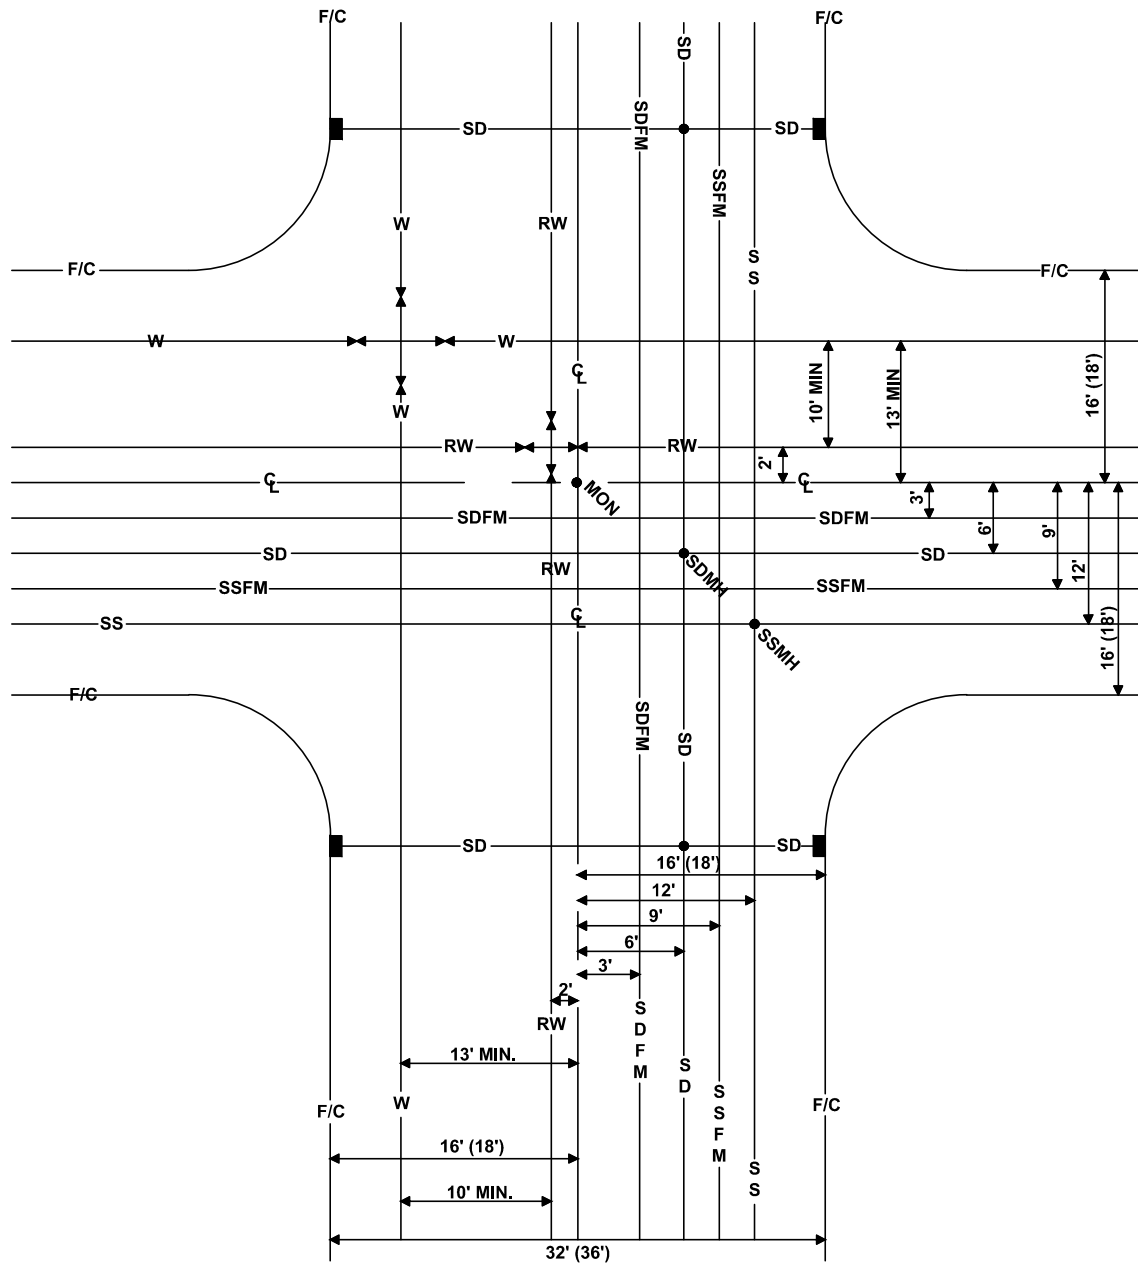 F/C
F/C
SD
SDFM
SD
SD
SSFM
W
RW
S
S
F/C
F/C
W
W
℄
10' MIN
13' MIN
16' (18')
W
RW
RW
2'
℄
℄
MON
3'
SDFM
SDFM
6'
9'
SD
SD
RW
SDMH
12'
SSFM
SSFM
SS
℄
SSMH
16' (18')
F/C
SDFM
SD
SD
SD
16' (18')
12'
9'
6'
3'
2'
RW
S
D
F
M
13' MIN.
S
D
W
F/C
F/C
S
S
F
M
16' (18')
S
S
10' MIN.
32' (36')